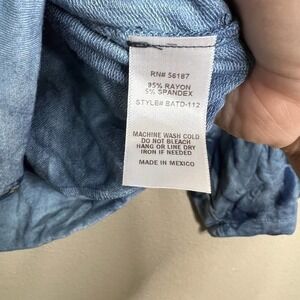 RN# 56187
95% RAYON
5% SPANDEX
STYLE# BATD-112
MACHINE WASH COLD
DO NOT BLEACH
HANG OR LINE DRY
IRON IF NEEDED
MADE IN MEXICO